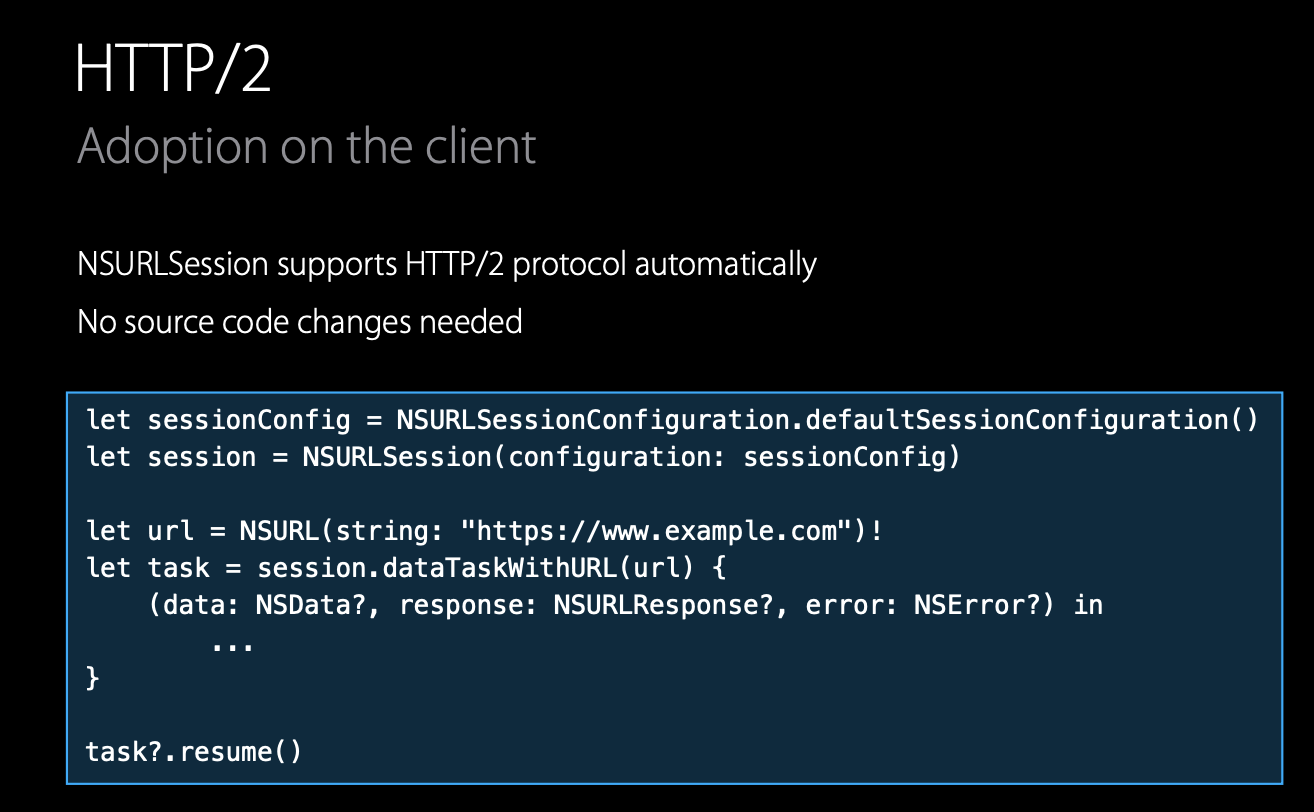 HTTP/2
Adoption on the client
NSURLSession supports HTTP/2 protocol automatically
No source code changes needed
let sessionConfig = NSURLSessionConfiguration.defaultSessionConfiguration()
let session = NSURLSession(configuration: sessionConfig)
let url = NSURL(string: "https://www.example.com")!
let task = session.dataTaskWithURL(url) {
    (data: NSData?, response: NSURLResponse?, error: NSError?) in
        ...
}
task?.resume()